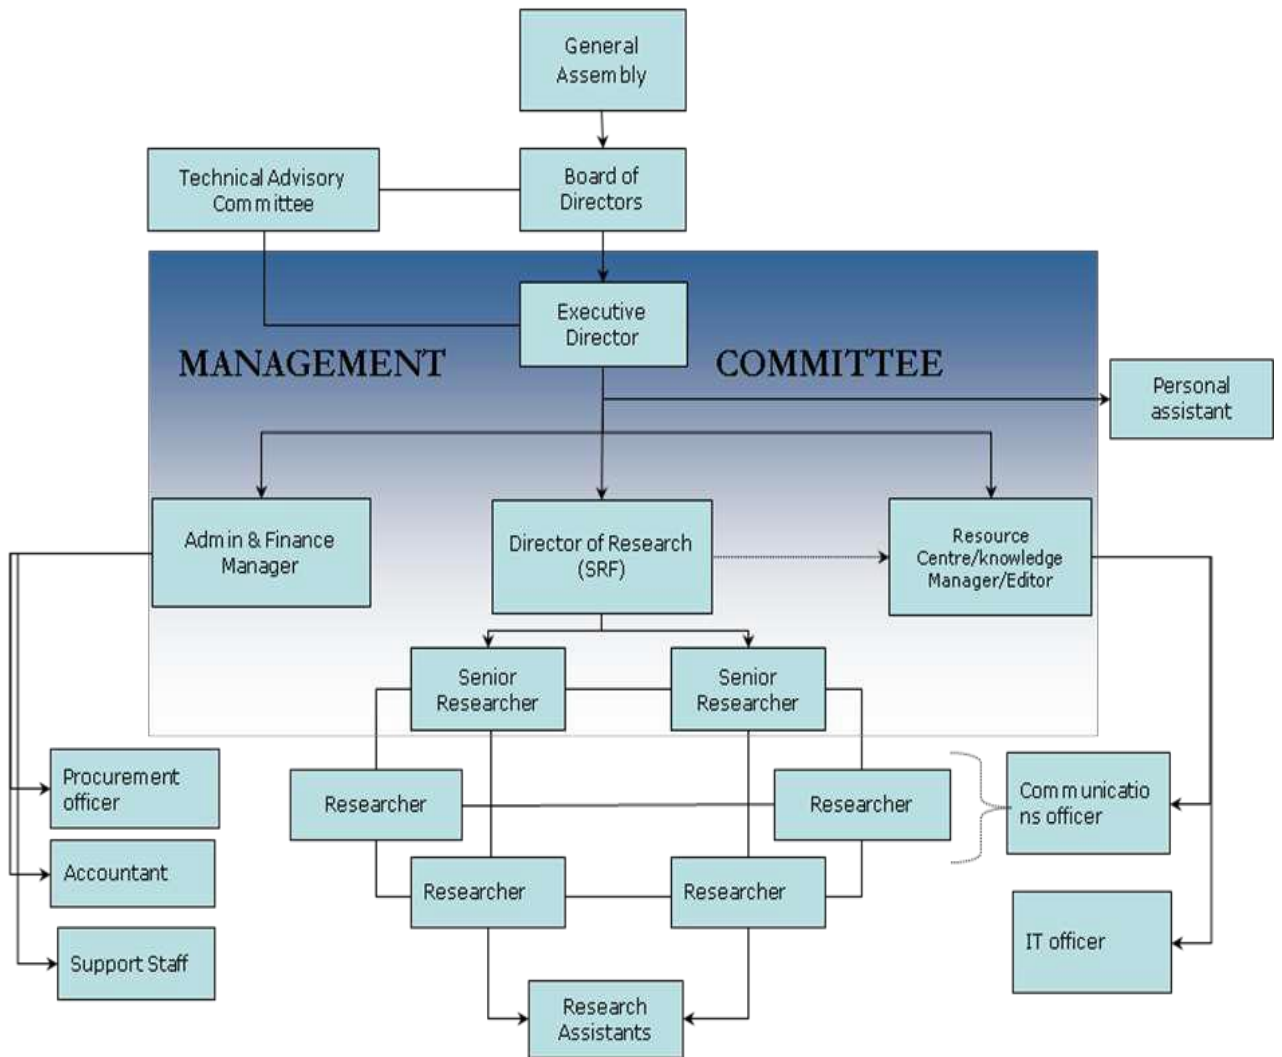 General
Assembly
Technical Advisory
Committee
Board of
Directors
Executive
Director
MANAGEMENT
COMMITTEE
Personal
assistant
Admin & Finance
Manager
Director of Research
(SRF)
Resource
Centre/knowledge
Manager/Editor
Senior
Researcher
Senior
Researcher
Procurement
officer
Researcher
Researcher
Communicatio
ns officer
Accountant
Researcher
Researcher
Support Staff
IT officer
Research
Assistants